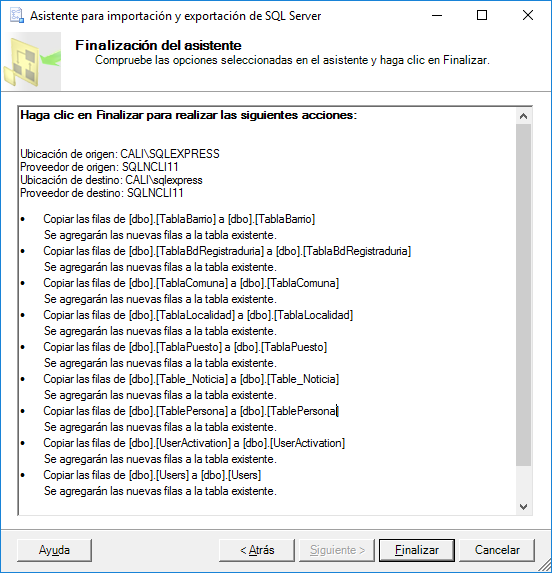 Asistente para importación y exportación de SQL Server
Finalización del asistente
Compruebe las opciones seleccionadas en el asistente y haga clic en Finalizar.
Haga clic en Finalizar para realizar las siguientes acciones:
Ubicación de origen: CALI\SQLEXPRESS
Proveedor de origen: SQLNCLI11
Ubicación de destino: CALI\sqlexpress
Proveedor de destino: SQLNCLI11
• Copiar las filas de [dbo].[TablaBarrio] a [dbo].[TablaBarrio]
Se agregarán las nuevas filas a la tabla existente.
• Copiar las filas de [dbo].[TablaBdRegistraduria] a [dbo].[TablaBdRegistraduria]
Se agregarán las nuevas filas a la tabla existente.
• Copiar las filas de [dbo].[TablaComuna] a [dbo].[TablaComuna]
Se agregarán las nuevas filas a la tabla existente.
• Copiar las filas de [dbo].[TablaLocalidad] a [dbo].[TablaLocalidad]
Se agregarán las nuevas filas a la tabla existente.
• Copiar las filas de [dbo].[TablaPuesto] a [dbo].[TablaPuesto]
Se agregarán las nuevas filas a la tabla existente.
• Copiar las filas de [dbo].[Table_Noticia] a [dbo].[Table_Noticia]
Se agregarán las nuevas filas a la tabla existente.
• Copiar las filas de [dbo].[TablePersona] a [dbo].[TablePersona]
Se agregarán las nuevas filas a la tabla existente.
• Copiar las filas de [dbo].[UserActivation] a [dbo].[UserActivation]
Se agregarán las nuevas filas a la tabla existente.
• Copiar las filas de [dbo].[Users] a [dbo].[Users]
Se agregarán las nuevas filas a la tabla existente.
Ayuda
< Atrás
Siguiente >
Finalizar
Cancelar